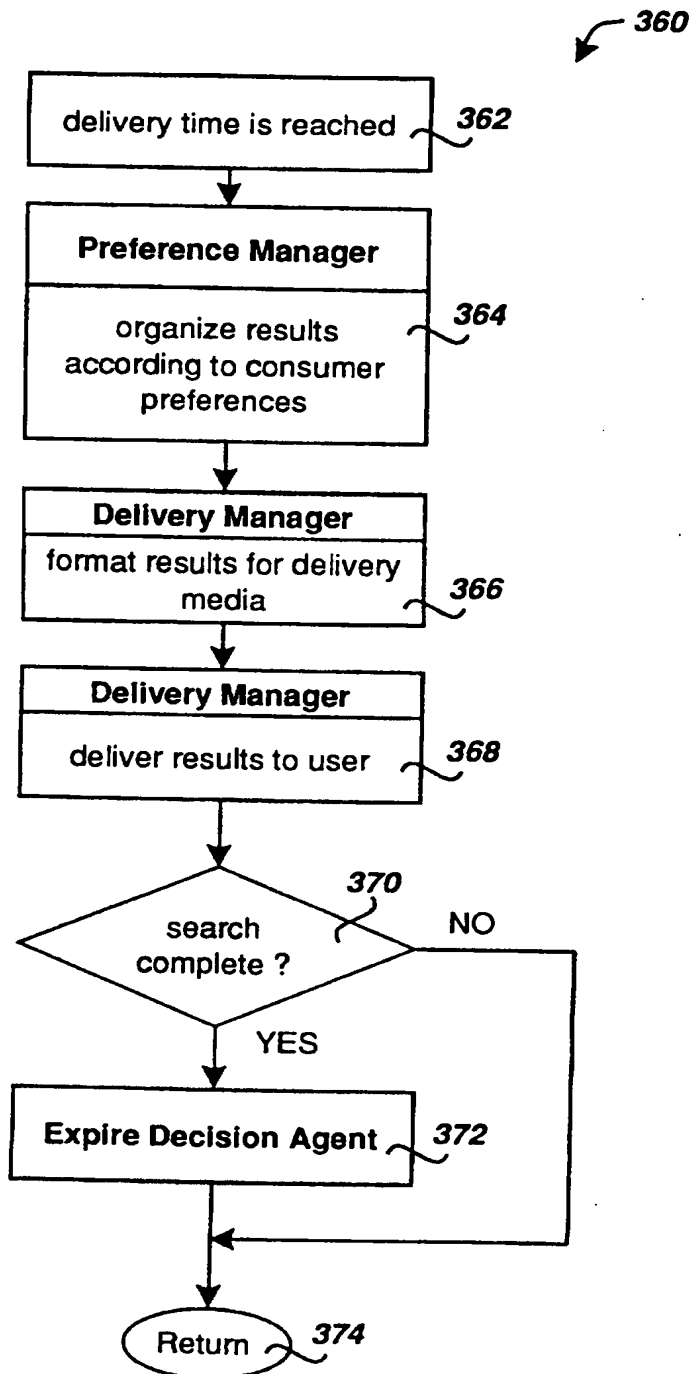 360
delivery time is reached
362
Preference Manager
organize results
according to consumer
preferences
364
Delivery Manager
format results for delivery
media
366
Delivery Manager
deliver results to user
368
370
search
complete ?
NO
YES
Expire Decision Agent
372
Return
374